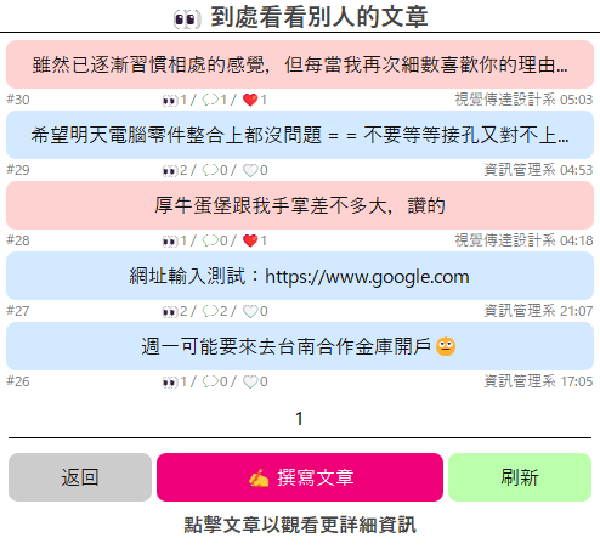 👀 到處看看別人的文章
雖然已逐漸習慣相處的感覺，但每當我再次細數喜歡你的理由...
#30 👀1 / 💬1 / ❤️1 視覺傳達設計系 05:03
希望明天電腦零件整合上都沒問題 = = 不要等等接孔又對不上...
#29 👀2 / 💬0 / 🤍0 資訊管理系 04:53
厚牛蛋堡跟我手掌差不多大，讚的
#28 👀1 / 💬0 / ❤️1 視覺傳達設計系 04:18
網址輸入測試：https://www.google.com
#27 👀2 / 💬2 / 🤍0 資訊管理系 21:07
週一可能要來去台南合作金庫開戶🙄
#26 👀1 / 💬0 / 🤍0 資訊管理系 17:05
1
返回 ✍️ 撰寫文章 刷新
點擊文章以觀看更詳細資訊